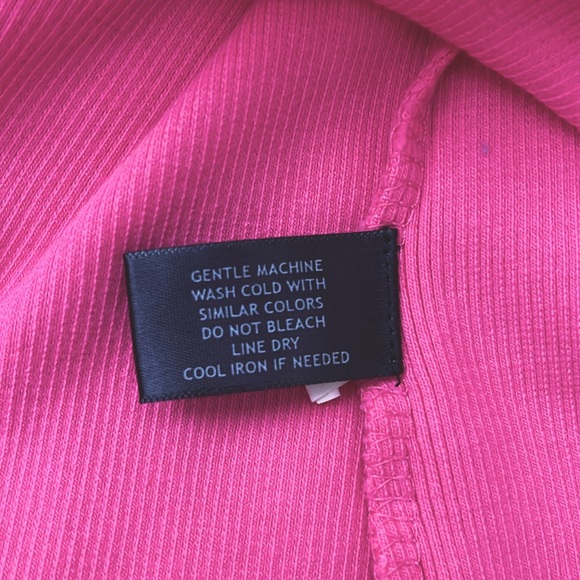 GENTLE MACHINE
WASH COLD WITH
SIMILAR COLORS
DO NOT BLEACH
LINE DRY
COOL IRON IF NEEDED